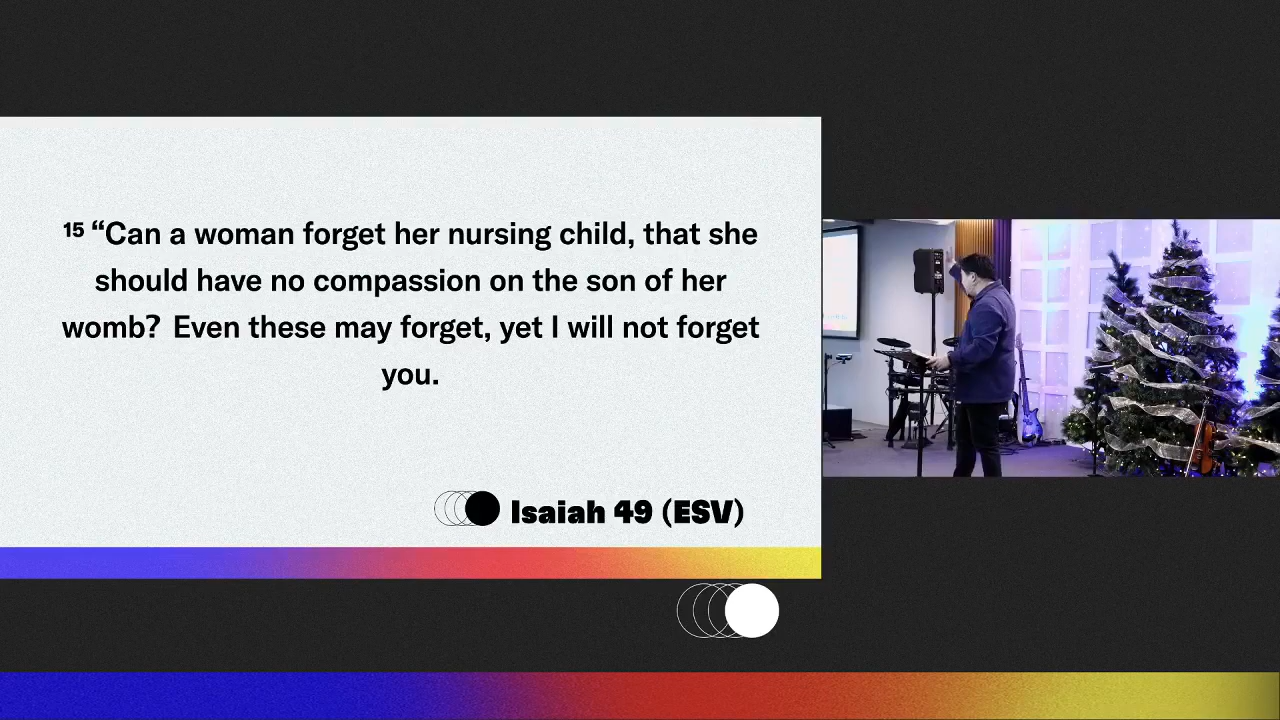 15 “Can a woman forget her nursing child, that she
should have no compassion on the son of her
womb? Even these may forget, yet I will not forget
you.
Isaiah 49 (ESV)